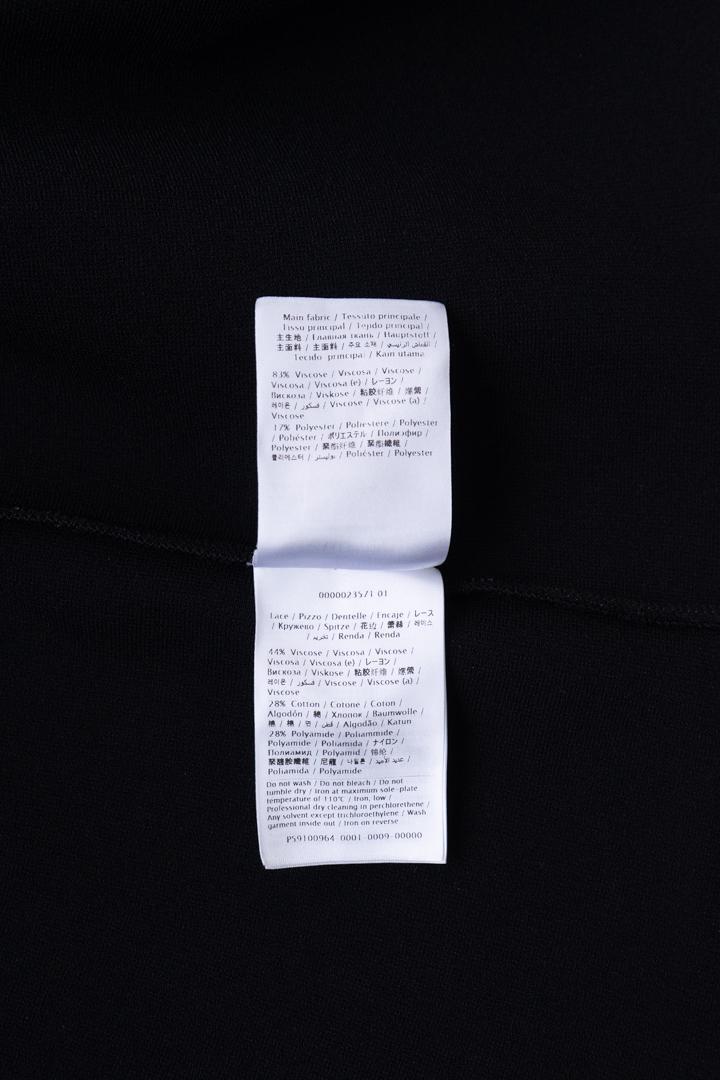 Main fabric / Tessuto principale /
Tissu principal / Tejido principal /
主生地 / Главная ткань / Hauptstoff /
主面料 / 主面料 / 주요 소재 / القماش الرئيسي /
Tecido principal / Kain utama
83% Viscose / Viscosa / Viscose /
Viscosa / Viscosa (e) / レーヨン /
Вискоза / Viskose / 粘胶纤维 / 嫘縈 /
레이온 / فسكوز / Viscose / Viscose (a) /
Viscose
17% Polyester / Poliestere / Polyester
/ Poliéster / ポリエステル / Полиэфир /
Polyester / 聚酯纤维 / 聚酯纖維 /
폴리에스터 / بوليستر / Poliéster / Polyester
0000023571 01
Lace / Pizzo / Dentelle / Encaje / レース
/ Кружево / Spitze / 花边 / 蕾絲 / 레이스
/ تخريم / Renda / Renda
44% Viscose / Viscosa / Viscose /
Viscosa / Viscosa (e) / レーヨン /
Вискоза / Viskose / 粘胶纤维 / 嫘縈 /
레이온 / فسكوز / Viscose / Viscose (a) /
Viscose
28% Cotton / Cotone / Coton /
Algodón / 綿 / Хлопок / Baumwolle /
棉 / 棉 / 면 / قطن / Algodão / Katun
28% Polyamide / Poliammide /
Polyamide / Poliamida / ナイロン /
Полиамид / Polyamid / 锦纶 /
聚醯胺纖維 / 尼龍 / 나일론 /
Poliamida / Polyamide
Do not wash / Do not bleach / Do not
tumble dry / Iron at maximum sole-plate
temperature of 110°C / Iron, low /
Professional dry cleaning in perchlorethene /
Any solvent except trichloroethylene / Wash
garment inside out / Iron on reverse
PS9100964-0001-0009-00000